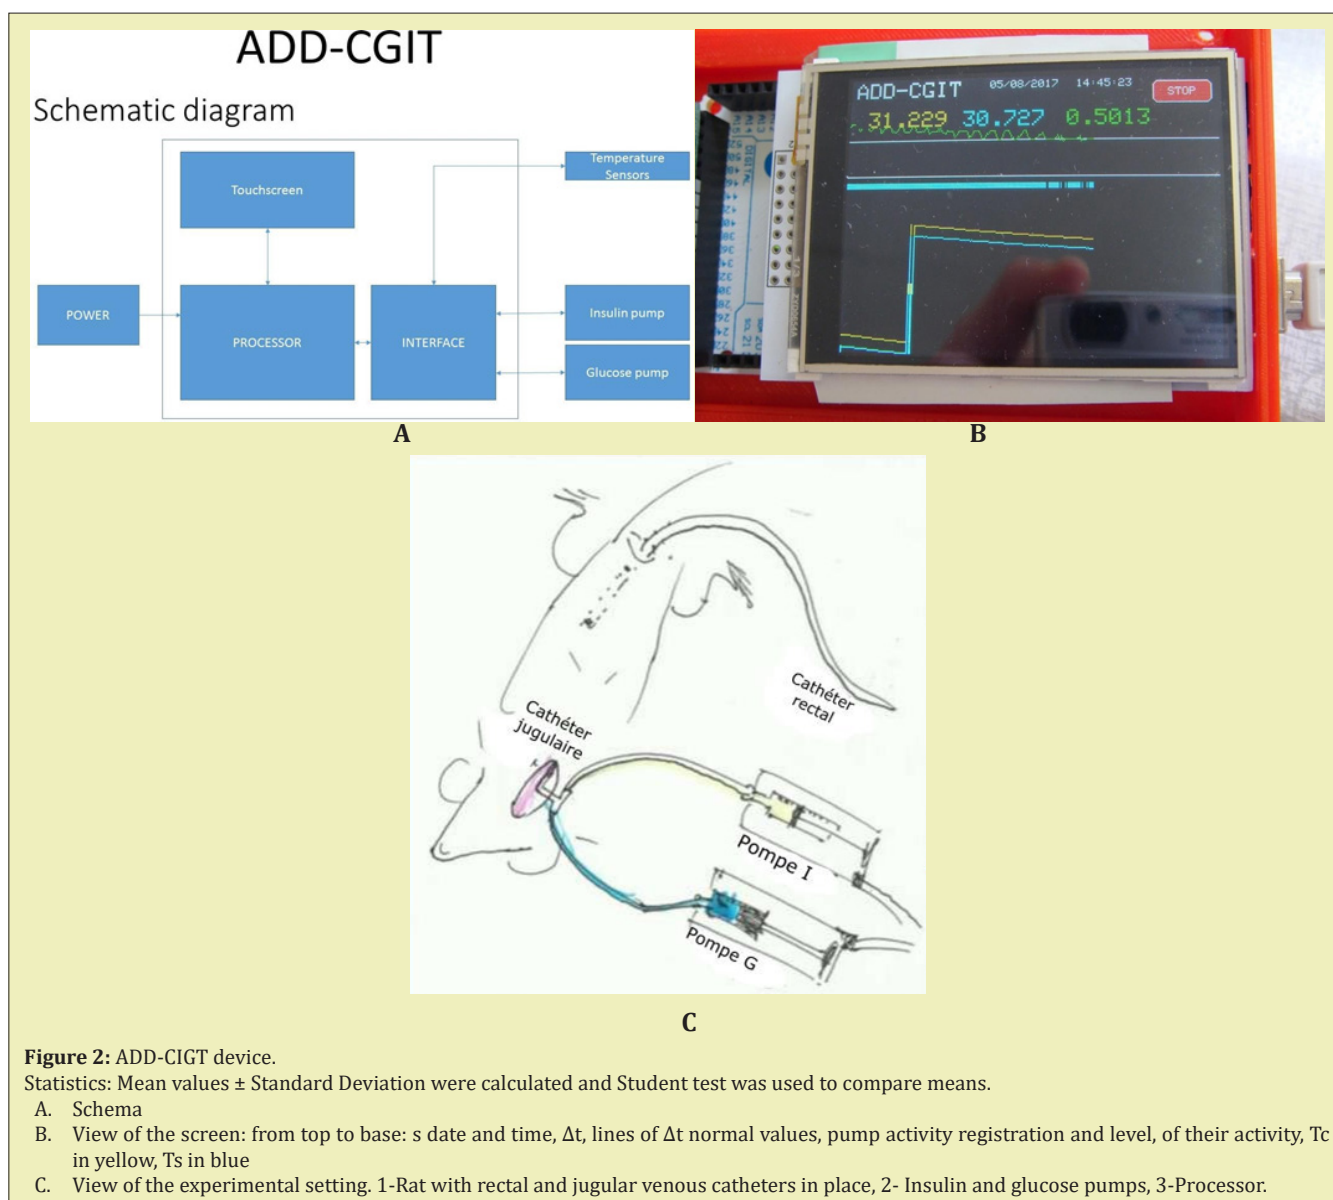 ADD-CGIT
Schematic diagram
Touchscreen
Temperature
Sensors
POWER
PROCESSOR
INTERFACE
Insulin pump
Glucose pump
A
ADD-CGIT 05/08/2017 14:45:23 STOP
31.229 30.727 0.5013
DIGITAL
B
Cathéter
rectal
Cathéter
jugulaire
Pompe I
Pompe G
C
Figure 2: ADD-CIGT device.
Statistics: Mean values ± Standard Deviation were calculated and Student test was used to compare means.
A. Schema
B. View of the screen: from top to base: s date and time, Δt, lines of Δt normal values, pump activity registration and level, of their activity, Tc
in yellow, Ts in blue
C. View of the experimental setting. 1-Rat with rectal and jugular venous catheters in place, 2- Insulin and glucose pumps, 3-Processor.